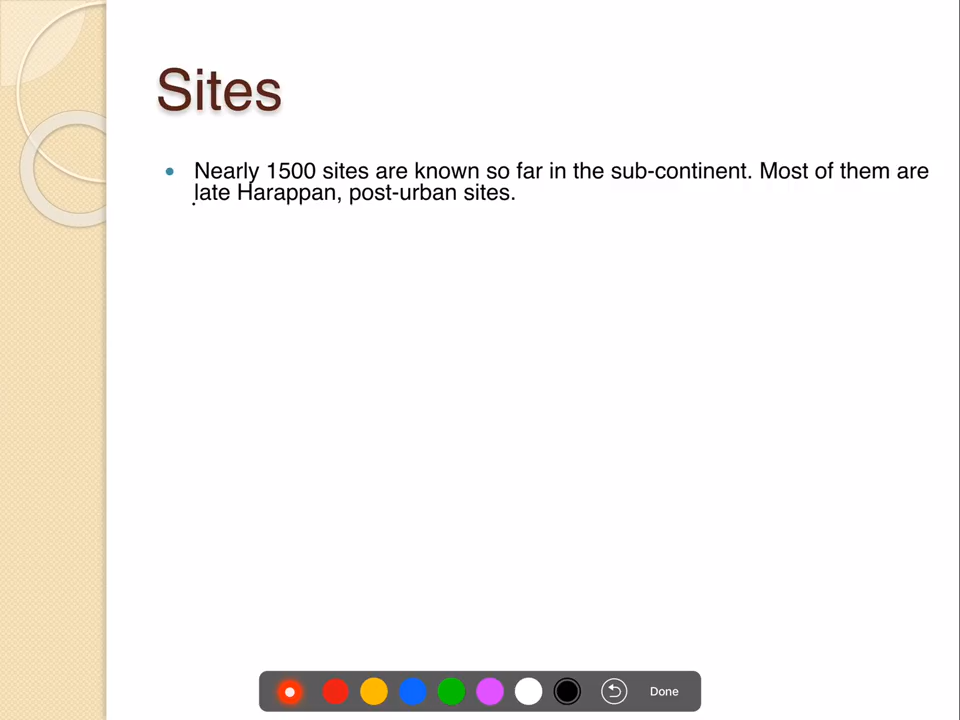 Sites
Nearly 1500 sites are known so far in the sub-continent. Most of them are
late Harappan, post-urban sites.
Done